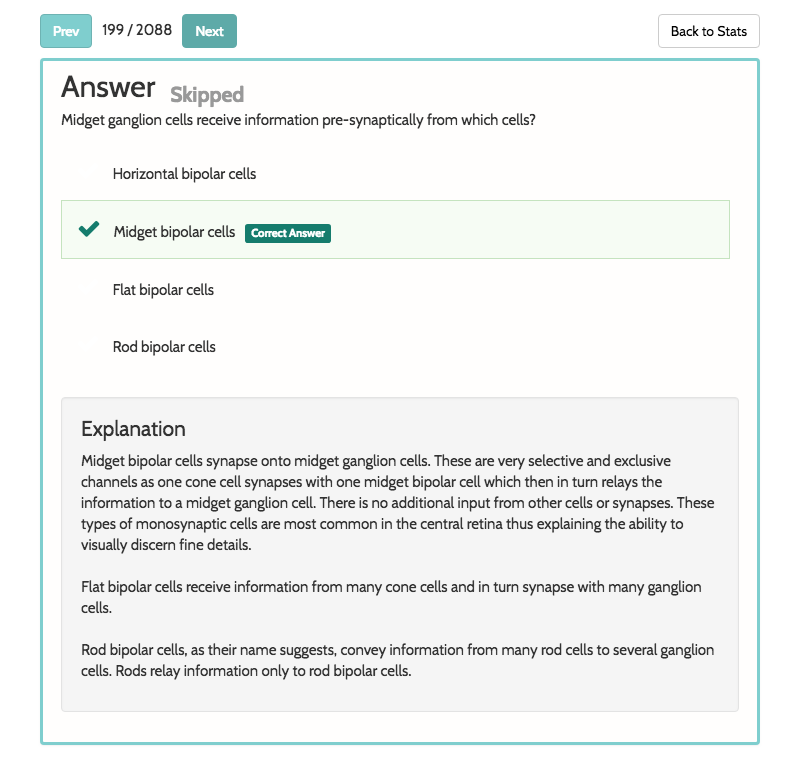 Prev 199 / 2088 Next Back to Stats
Answer Skipped
Midget ganglion cells receive information pre-synaptically from which cells?
Horizontal bipolar cells
Midget bipolar cells Correct Answer
Flat bipolar cells
Rod bipolar cells
Explanation
Midget bipolar cells synapse onto midget ganglion cells. These are very selective and exclusive
channels as one cone cell synapses with one midget bipolar cell which then in turn relays the
information to a midget ganglion cell. There is no additional input from other cells or synapses. These
types of monosynaptic cells are most common in the central retina thus explaining the ability to
visually discern fine details.
Flat bipolar cells receive information from many cone cells and in turn synapse with many ganglion
cells.
Rod bipolar cells, as their name suggests, convey information from many rod cells to several ganglion
cells. Rods relay information only to rod bipolar cells.